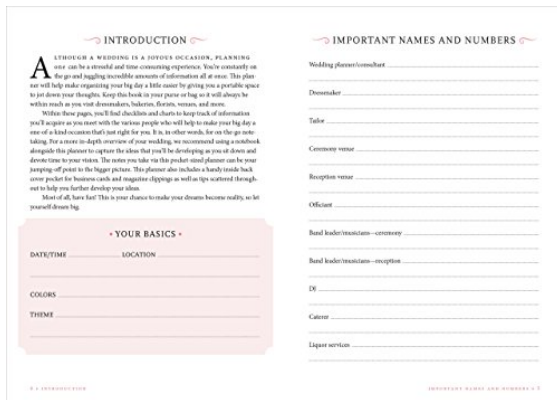 INTRODUCTION
ALTHOUGH A WEDDING IS A JOYOUS OCCASION, PLANNING
one can be a stressful and time consuming experience. You're constantly on
the go and juggling incredible amounts of information all at once. This plan-
ner will help make organizing your big day a little easier by giving you a portable space
to jot down your thoughts. Keep this book in your purse or bag so it will always be
within reach as you visit dressmakers, bakeries, florists, venues, and more.
Within these pages, you'll find checklists and charts to keep track of information
you'll acquire as you meet with the various people who will help to make your big day a
one-of-a-kind occasion that's just right for you. It is, in other words, for on-the-go note-
taking. For a more in-depth overview of your wedding, we recommend using a notebook
alongside this planner to capture the ideas that you'll be developing as you sit down and
devote time to your vision. The notes you take via this pocket-sized planner can be your
jumping-off point to the bigger picture. This planner also includes a handy inside back
cover pocket for business cards and magazine clippings as well as tips scattered through-
out to help you further develop your ideas.
Most of all, have fun! This is your chance to make your dreams become reality, so let
yourself dream big.
• YOUR BASICS •
DATE/TIME LOCATION
COLORS
THEME
INTRODUCTION
IMPORTANT NAMES AND NUMBERS
Wedding planner/consultant
Dressmaker
Tailor
Ceremony venue
Reception venue
Officiant
Band leader/musicians—ceremony
Band leader/musicians—reception
DJ
Caterer
Liquor services
IMPORTANT NAMES AND NUMBERS